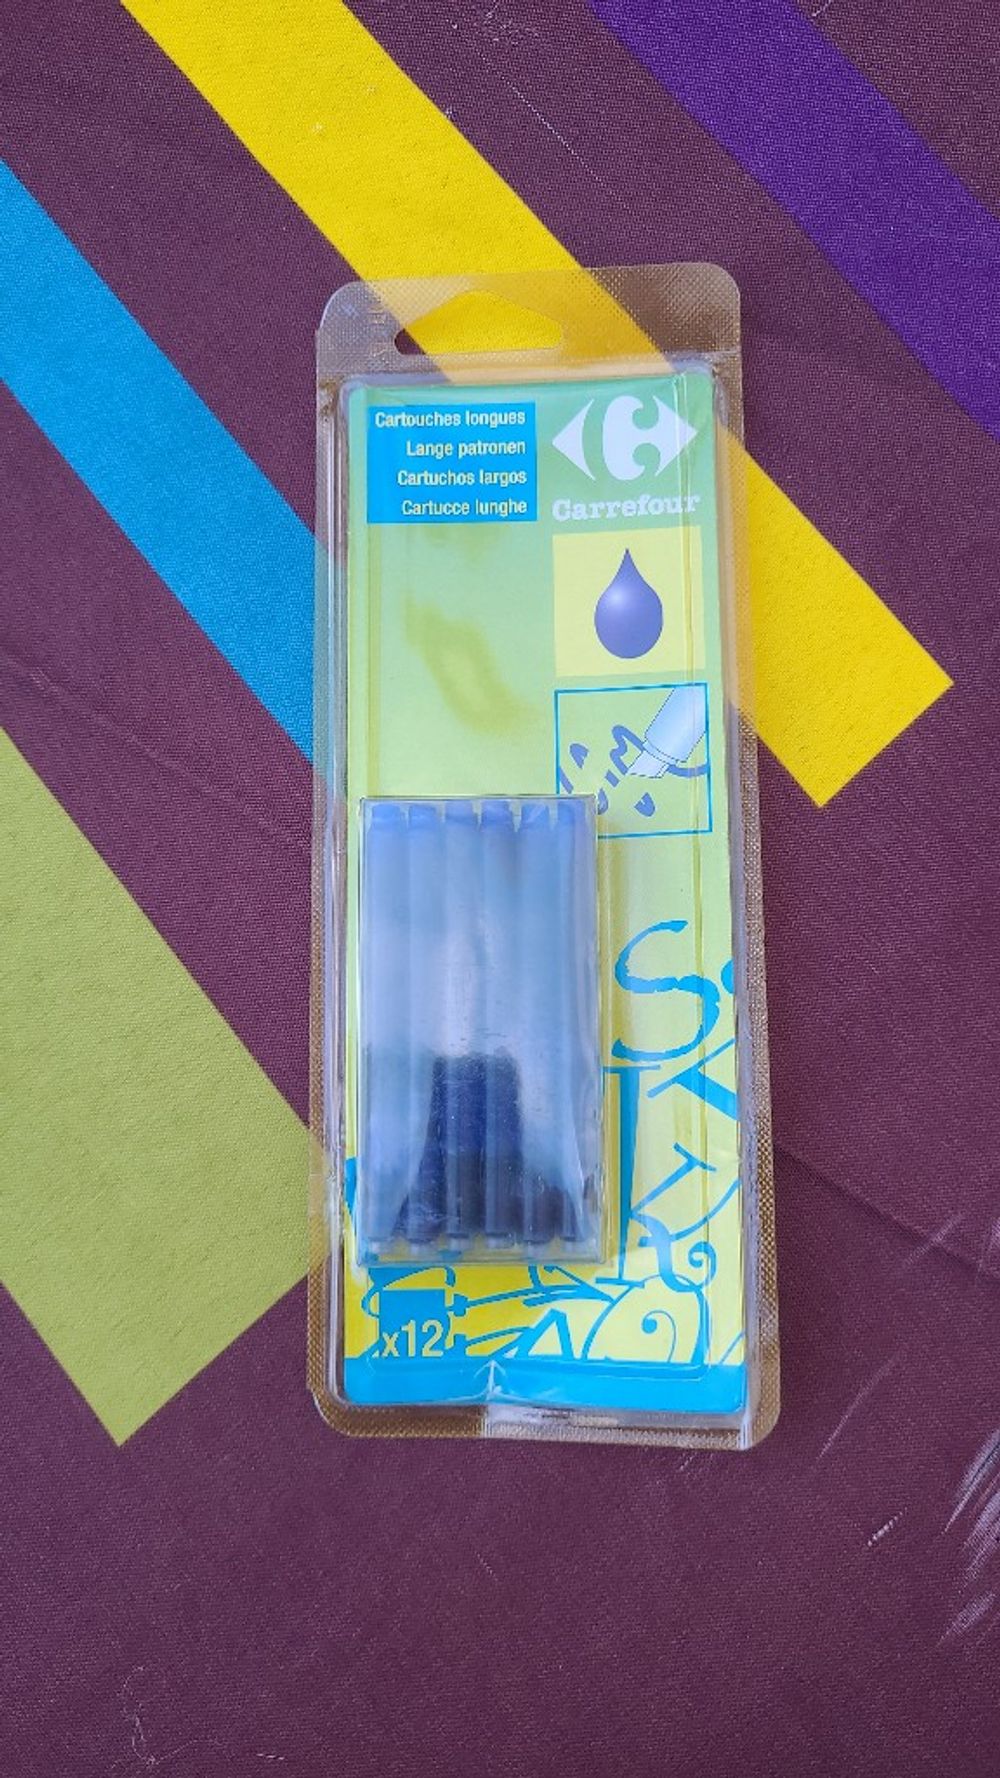 Cartouches longues
Lange patronen
Cartuchos largos
Cartucce lunghe
Carrefour
x12